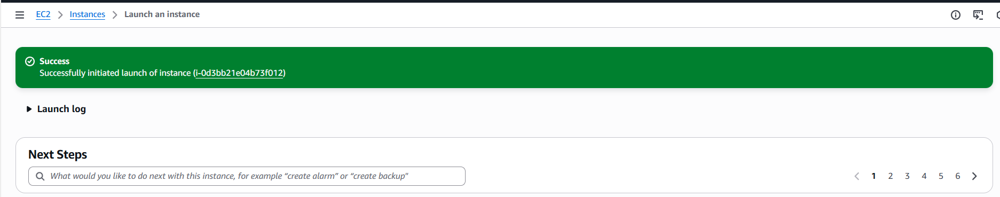 EC2 > Instances > Launch an instance
Success
Successfully initiated launch of instance (i-0d3bb21e04b73f012)
Launch log
Next Steps
What would you like to do next with this instance, for example “create alarm” or “create backup"
1 2 3 4 5 6